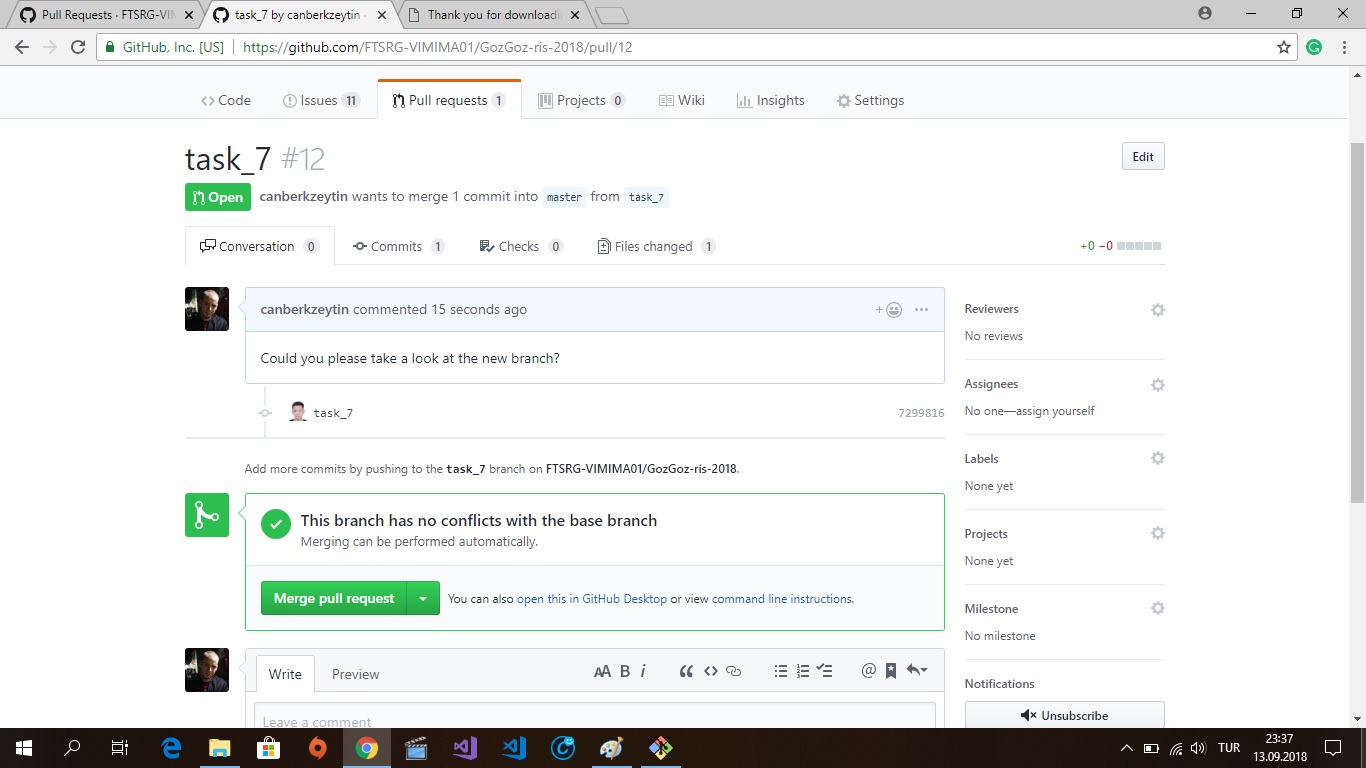 Pull Requests · FTSRG-VIM
task_7 by canberkzeytin ·
Thank you for downloadi
GitHub, Inc. [US]
https://github.com/FTSRG-VIMIMA01/GozGoz-ris-2018/pull/12
Code
Issues 11
Pull requests 1
Projects 0
Wiki
Insights
Settings
task_7 #12
Edit
Open canberkzeytin wants to merge 1 commit into master from task_7
Conversation 0
Commits 1
Checks 0
Files changed 1
+0 −0
canberkzeytin commented 15 seconds ago
Could you please take a look at the new branch?
task_7
7299816
Add more commits by pushing to the task_7 branch on FTSRG-VIMIMA01/GozGoz-ris-2018.
This branch has no conflicts with the base branch
Merging can be performed automatically.
Merge pull request
You can also open this in GitHub Desktop or view command line instructions.
Write
Preview
AA B i
@
Leave a comment
Reviewers
No reviews
Assignees
No one—assign yourself
Labels
None yet
Projects
None yet
Milestone
No milestone
Notifications
Unsubscribe
TUR
23:37
13.09.2018